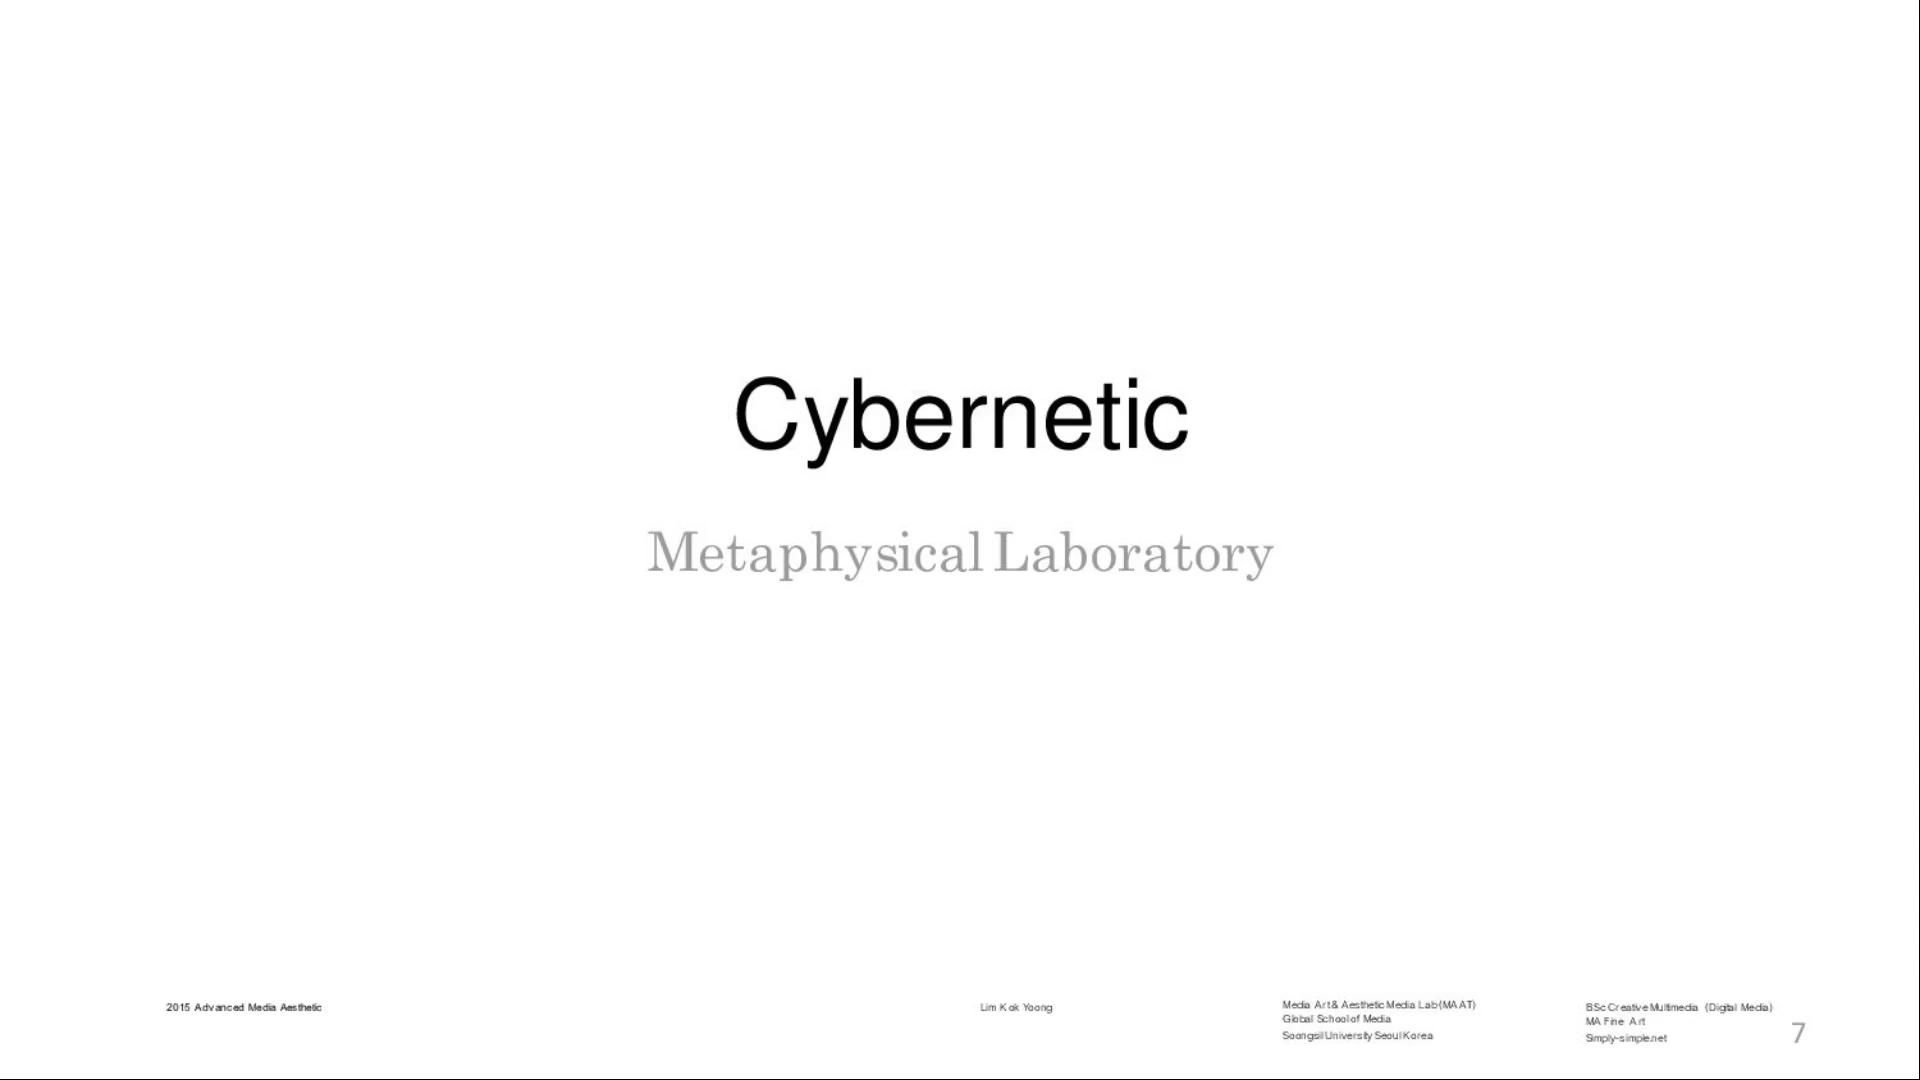 Cybernetic
Metaphysical Laboratory
2015 Advanced Media Aesthetic
Lim Kok Yoong
Media Art & Aesthetic Media Lab (MAAT)
Global School of Media
Soongsil University Seoul Korea
BSc Creative Multimedia (Digital Media)
MA Fine Art
Simply-simple.net
7